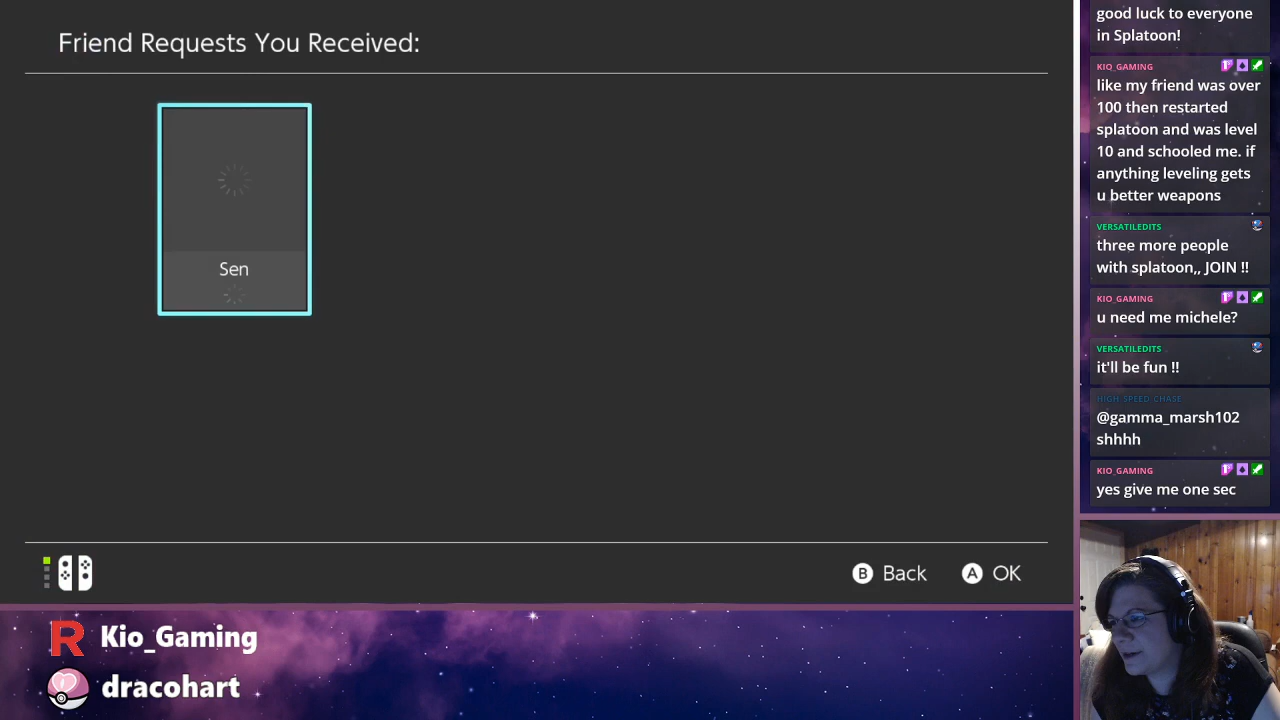 Friend Requests You Received:
Sen
B Back
A OK
R Kio_Gaming
dracohart
good luck to everyone
in Splatoon!
KIO_GAMING
like my friend was over
100 then restarted
splatoon and was level
10 and schooled me. if
anything leveling gets
u better weapons
VERSATILEDITS
three more people
with splatoon,, JOIN !!
KIO_GAMING
u need me michele?
VERSATILEDITS
it'll be fun !!
HIGH_SPEED_CHASE_
@gamma_marsh102
shhhh
KIO_GAMING
yes give me one sec